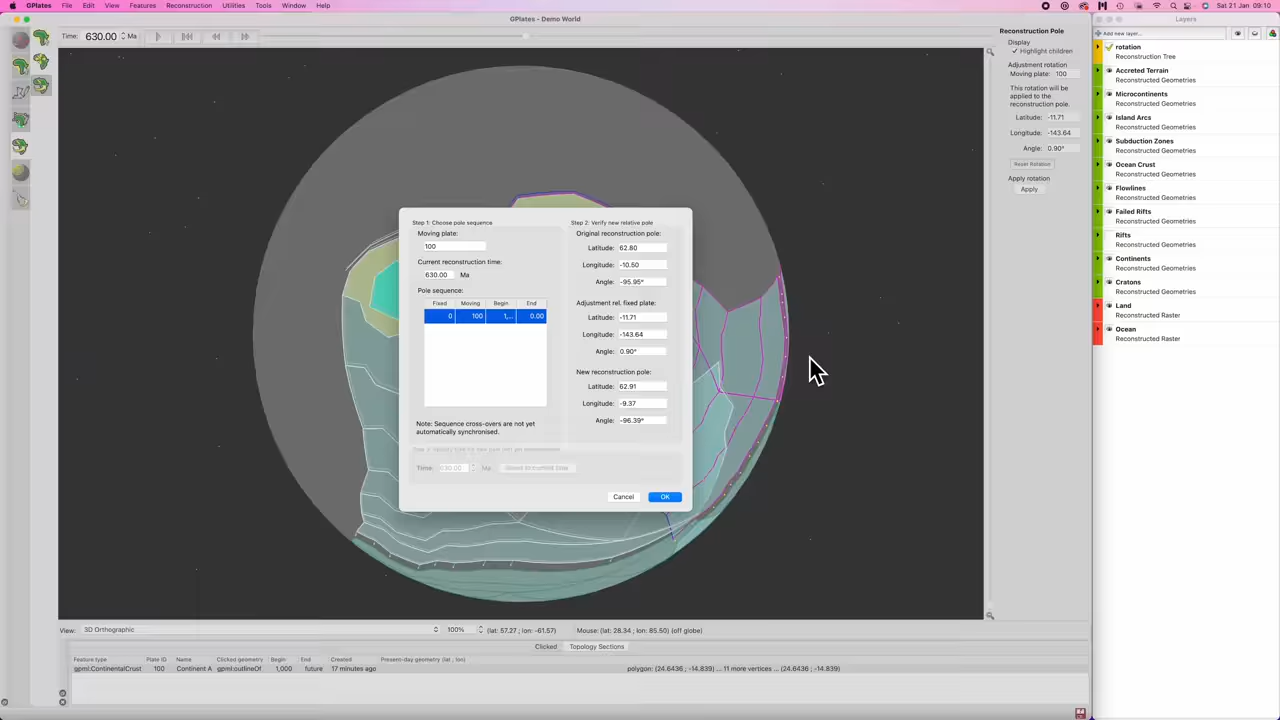 GPlates File Edit View Features Reconstruction Utilities Tools Window Help
Sat 21 Jan 09:10
GPlates - Demo World
Time: 630.00 Ma
Reconstruction Pole
Display
Highlight children
Adjustment rotation
Moving plate: 100
This rotation will be
applied to the
reconstruction pole.
Latitude: -11.71
Longitude: -143.64
Angle: 0.90°
Reset Rotation
Apply rotation
Apply
Layers
Add new layer...
rotation
Reconstruction Tree
Accreted Terrain
Reconstructed Geometries
Microcontinents
Reconstructed Geometries
Island Arcs
Reconstructed Geometries
Subduction Zones
Reconstructed Geometries
Ocean Crust
Reconstructed Geometries
Flowlines
Reconstructed Geometries
Failed Rifts
Reconstructed Geometries
Rifts
Reconstructed Geometries
Continents
Reconstructed Geometries
Cratons
Reconstructed Geometries
Land
Reconstructed Raster
Ocean
Reconstructed Raster
Step 1: Choose pole sequence
Moving plate:
100
Current reconstruction time:
630.00 Ma
Pole sequence:
Fixed Moving Begin End
0 100 1,... 0.00
Note: Sequence cross-overs are not yet
automatically synchronised.
Step 2: Verify new relative pole
Original reconstruction pole:
Latitude: 62.80
Longitude: -10.50
Angle: -95.95°
Adjustment rel. fixed plate:
Latitude: -11.71
Longitude: -143.64
Angle: 0.90°
New reconstruction pole:
Latitude: 62.91
Longitude: -9.37
Angle: -96.39°
Time: 630.00 Ma
Cancel OK
View: 3D Orthographic 100% (lat: 57.27 ; lon: -61.57) Mouse: (lat: 28.34 ; lon: 85.50) (off globe)
Clicked Topology Sections
Feature type Plate ID Name Clicked geometry Begin End Created Present-day geometry (lat ; lon)
gpml:ContinentalCrust 100 Continent A gpml:outlineOf 1,000 future 17 minutes ago polygon: (24.6436 ; -14.839) ... 11 more vertices ... (24.6436 ; -14.839)